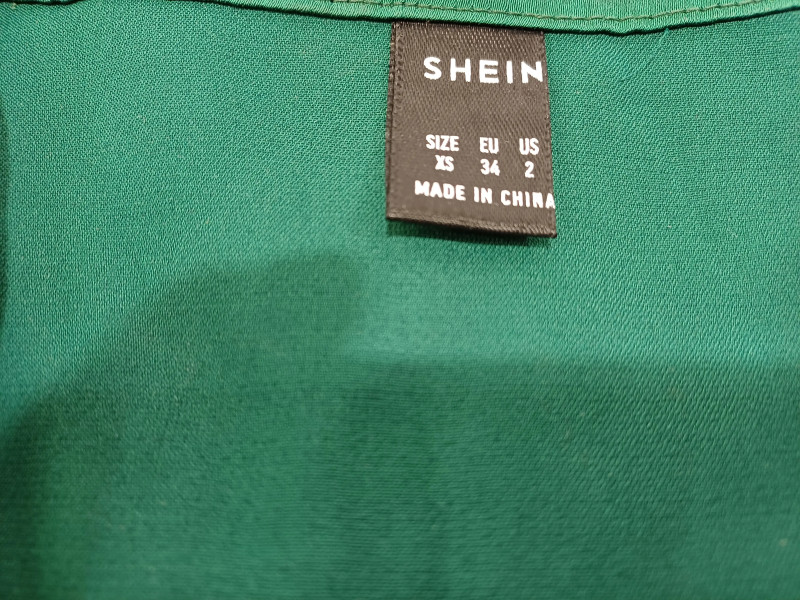 SHEIN
SIZE EU US
XS 34 2
MADE IN CHINA